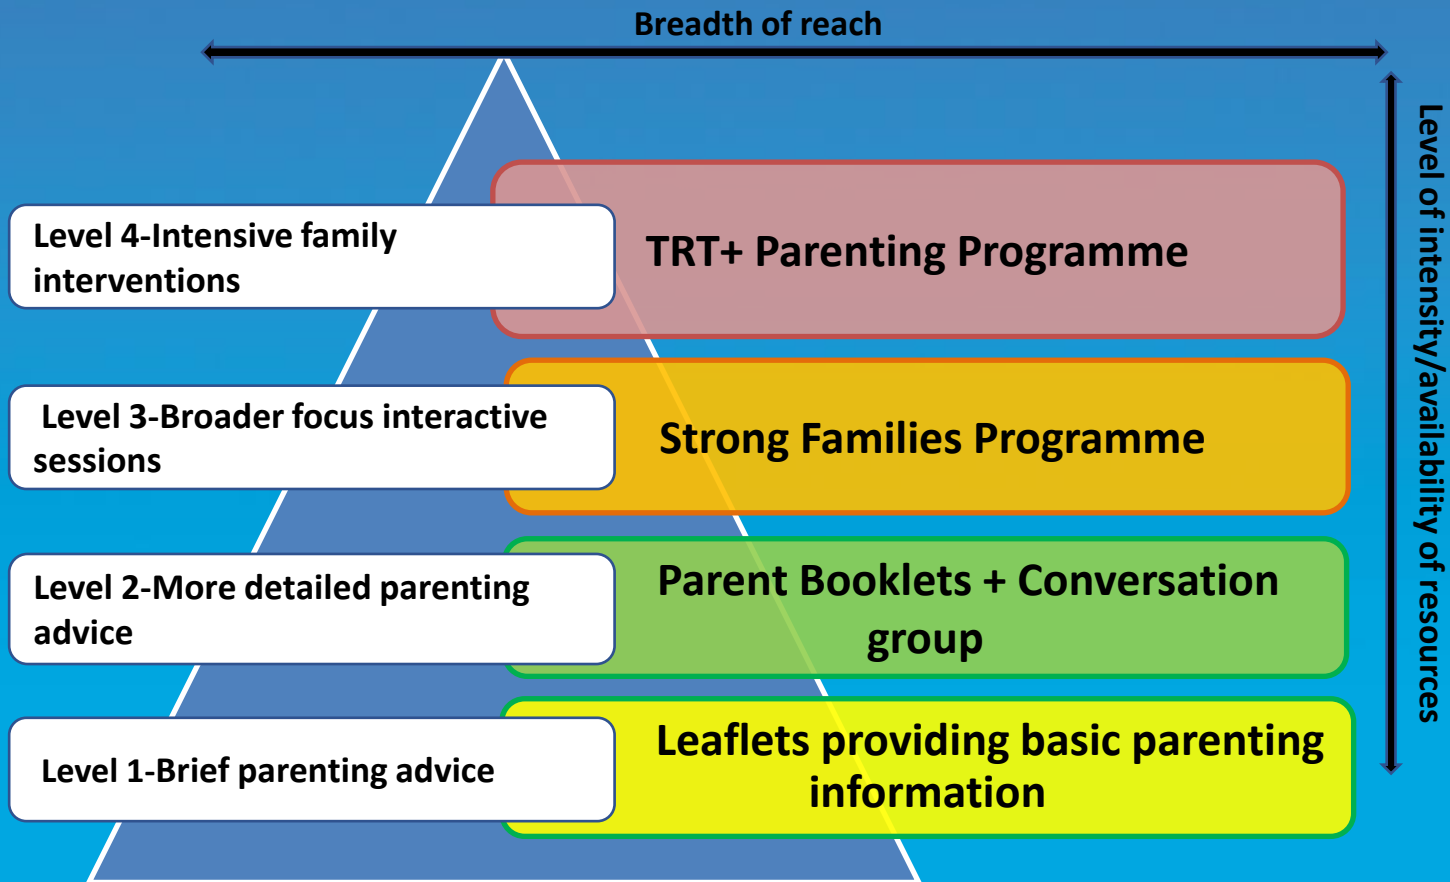 Breadth of reach
Level of intensity/availability of resources
Level 4-Intensive family
interventions
TRT+ Parenting Programme
Level 3-Broader focus interactive
sessions
Strong Families Programme
Level 2-More detailed parenting
advice
Parent Booklets + Conversation
group
Level 1-Brief parenting advice
Leaflets providing basic parenting
information